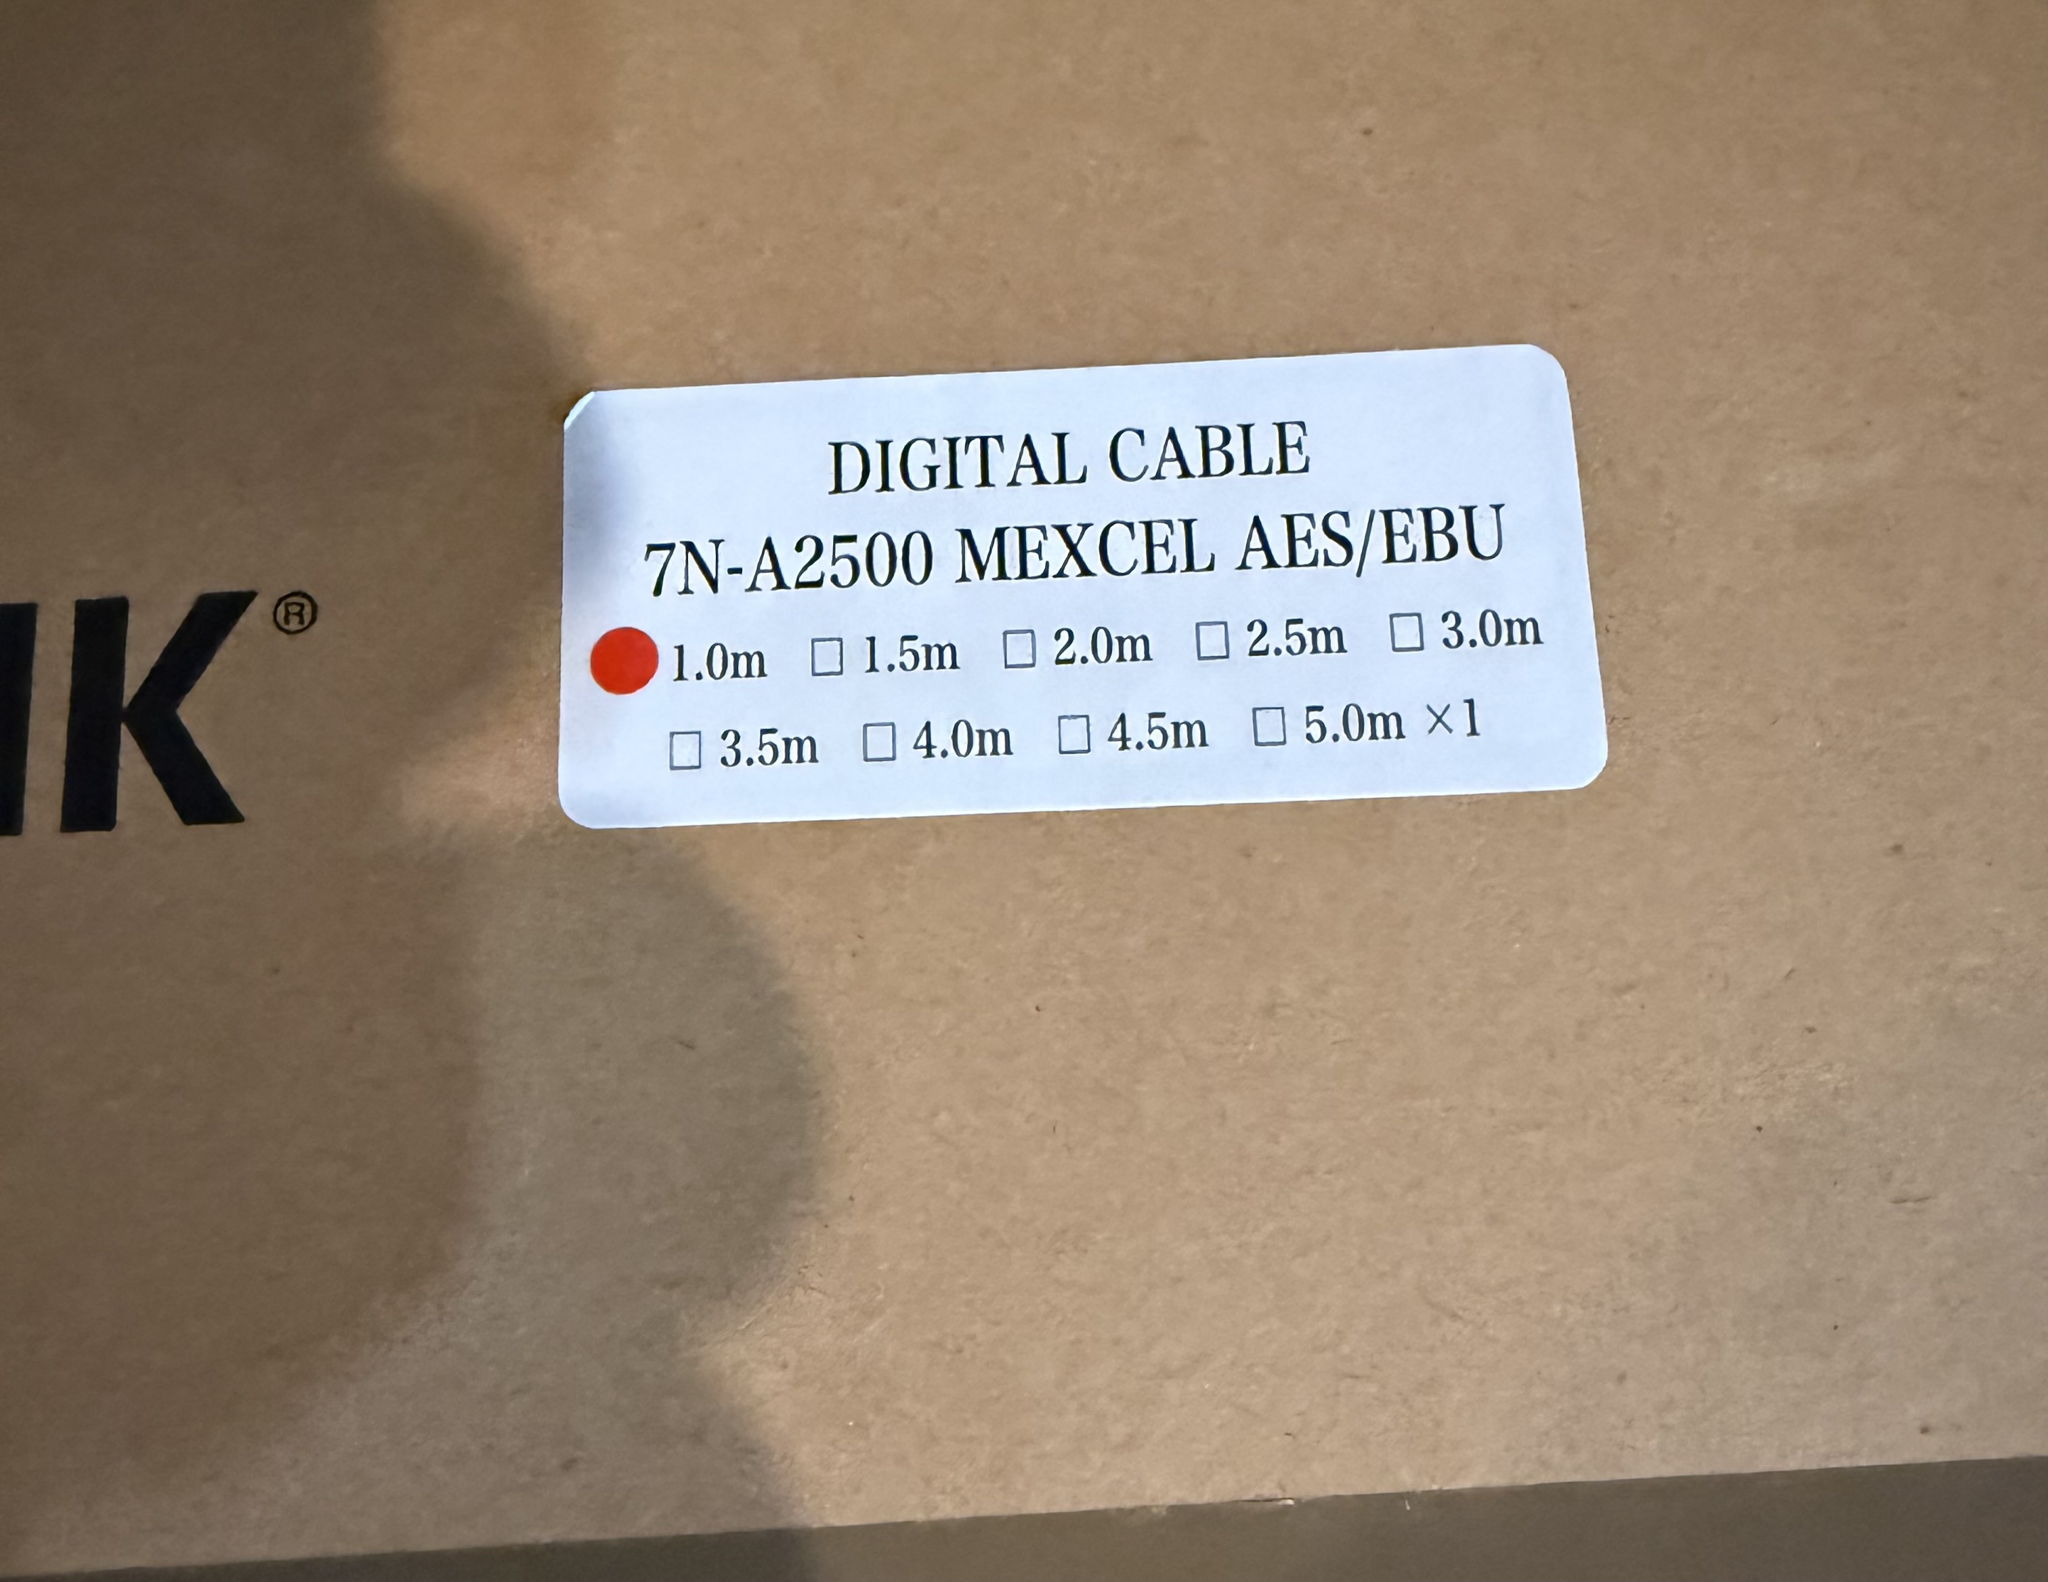 DIGITAL CABLE
7N-A2500 MEXCEL AES/EBU
1.0m □ 1.5m □ 2.0m □ 2.5m □ 3.0m
□ 3.5m □ 4.0m □ 4.5m □ 5.0m ×1
K®